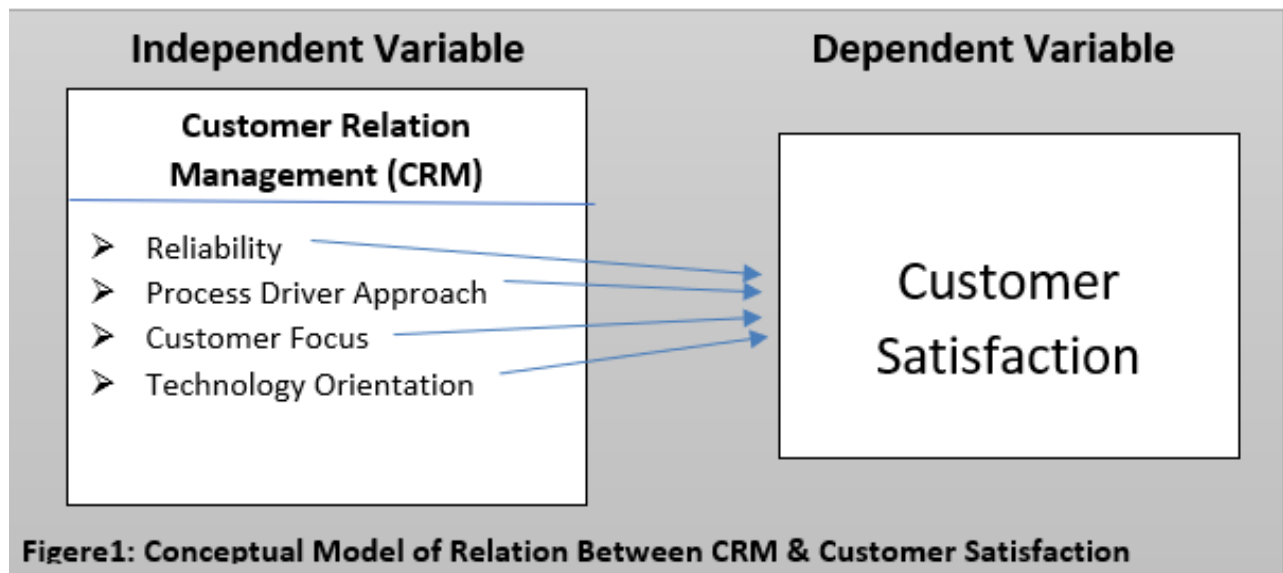 Independent Variable
Dependent Variable
Customer Relation
Management (CRM)
Reliability
Process Driver Approach
Customer Focus
Technology Orientation
Customer
Satisfaction
Figere1: Conceptual Model of Relation Between CRM & Customer Satisfaction